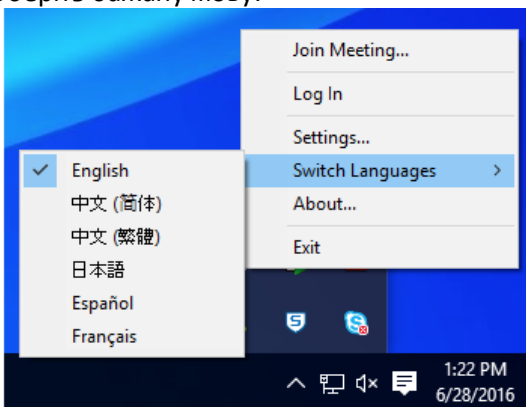 Join Meeting...
Log In
Settings...
Switch Languages
About...
Exit
English
中文 (简体)
中文 (繁體)
日本語
Español
Français
1:22 PM
6/28/2016